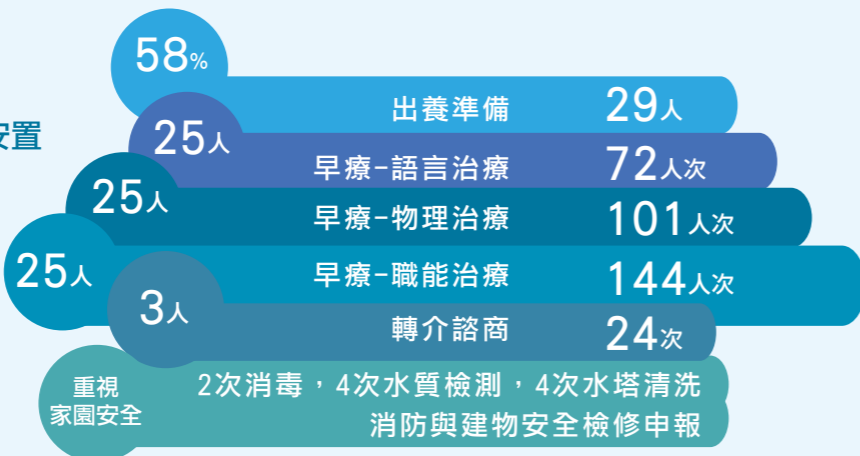 58%
出養準備 29人
安置
25人
早療-語言治療 72人次
25人
早療-物理治療 101人次
25人
早療-職能治療 144人次
3人
轉介諮商 24次
重視
家園安全
2次消毒，4次水質檢測，4次水塔清洗
消防與建物安全檢修申報